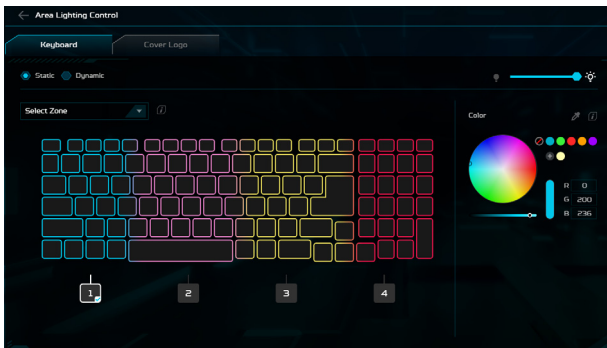 Area Lighting Control
Keyboard
Cover Logo
Static
Dynamic
Select Zone
i
Color
i
R 0
G 200
B 236
1
2
3
4